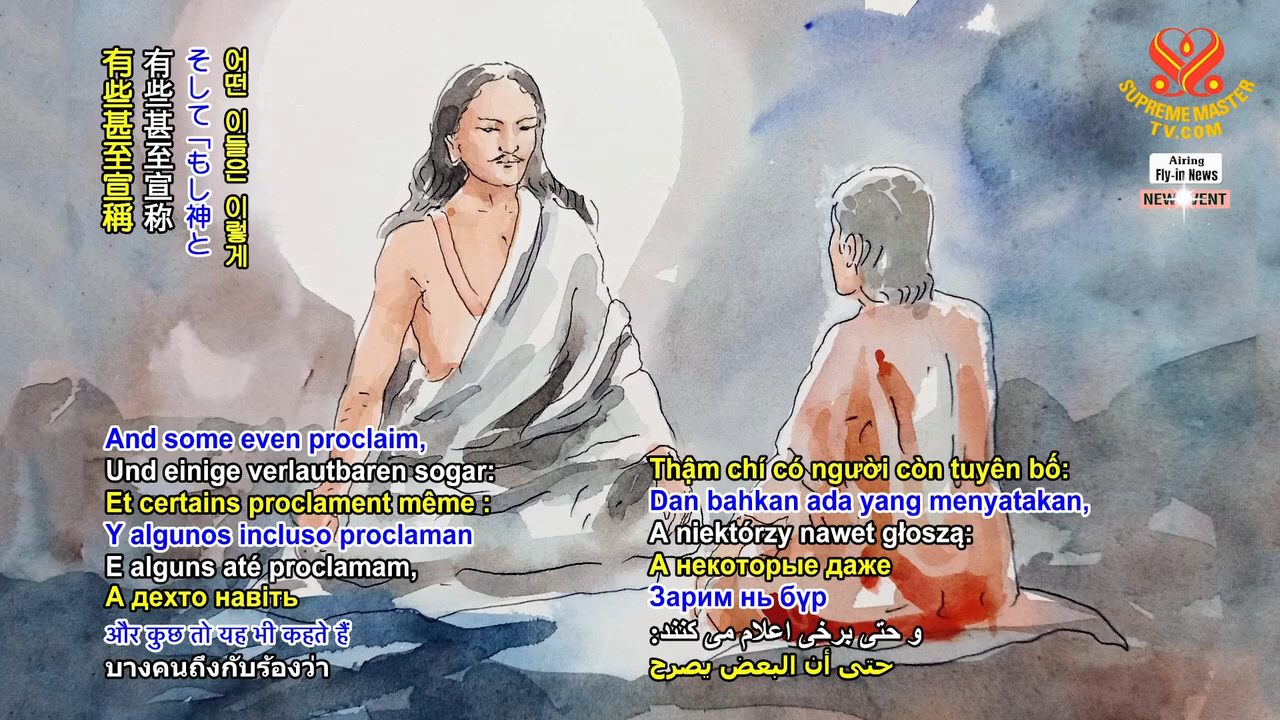 有些甚至宣稱
有些甚至宣称
そして「もし神と
어떤 이들은 이렇게
SUPREME MASTER
TV.COM
Airing
Fly-in News
NEW EVENT
And some even proclaim,
Und einige verlautbaren sogar:
Et certains proclament même :
Y algunos incluso proclaman
E alguns até proclamam,
А дехто навіть
और कुछ तो यह भी कहते हैं
บางคนถึงกับร้องว่า
Thậm chí có người còn tuyên bố:
Dan bahkan ada yang menyatakan,
A niektórzy nawet głoszą:
А некоторые даже
Зарим нь бүр
و حتی برخی اعلام می کنند:
حتى أن البعض يصرح